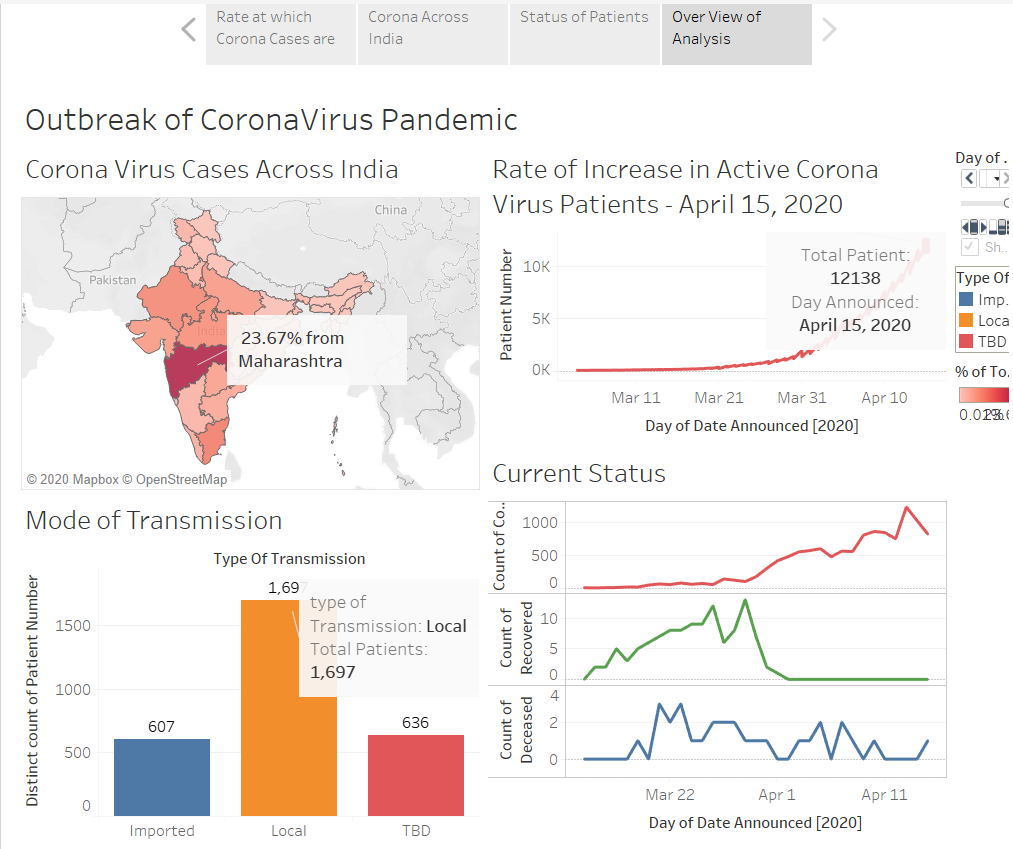 Rate at which
Corona Cases are
Corona Across
India
Status of Patients
Over View of
Analysis
Outbreak of CoronaVirus Pandemic
Corona Virus Cases Across India
China
Pakistan
India
23.67% from
Maharashtra
© 2020 Mapbox © OpenStreetMap
Rate of Increase in Active Corona
Virus Patients - April 15, 2020
Patient Number
10K
5K
0K
Total Patient:
12138
Day Announced:
April 15, 2020
Mar 11
Mar 21
Mar 31
Apr 10
Day of Date Announced [2020]
Day of ..
Sh..
Type Of
Imp..
Loca
TBD
% of To..
Mode of Transmission
Type Of Transmission
Distinct count of Patient Number
1500
1000
500
0
607
1,697
636
type of
Transmission: Local
Total Patients:
1,697
Imported
Local
TBD
Current Status
Count of Co..
1000
500
0
Count of
Recovered
10
5
0
Count of
Deceased
4
2
0
Mar 22
Apr 1
Apr 11
Day of Date Announced [2020]